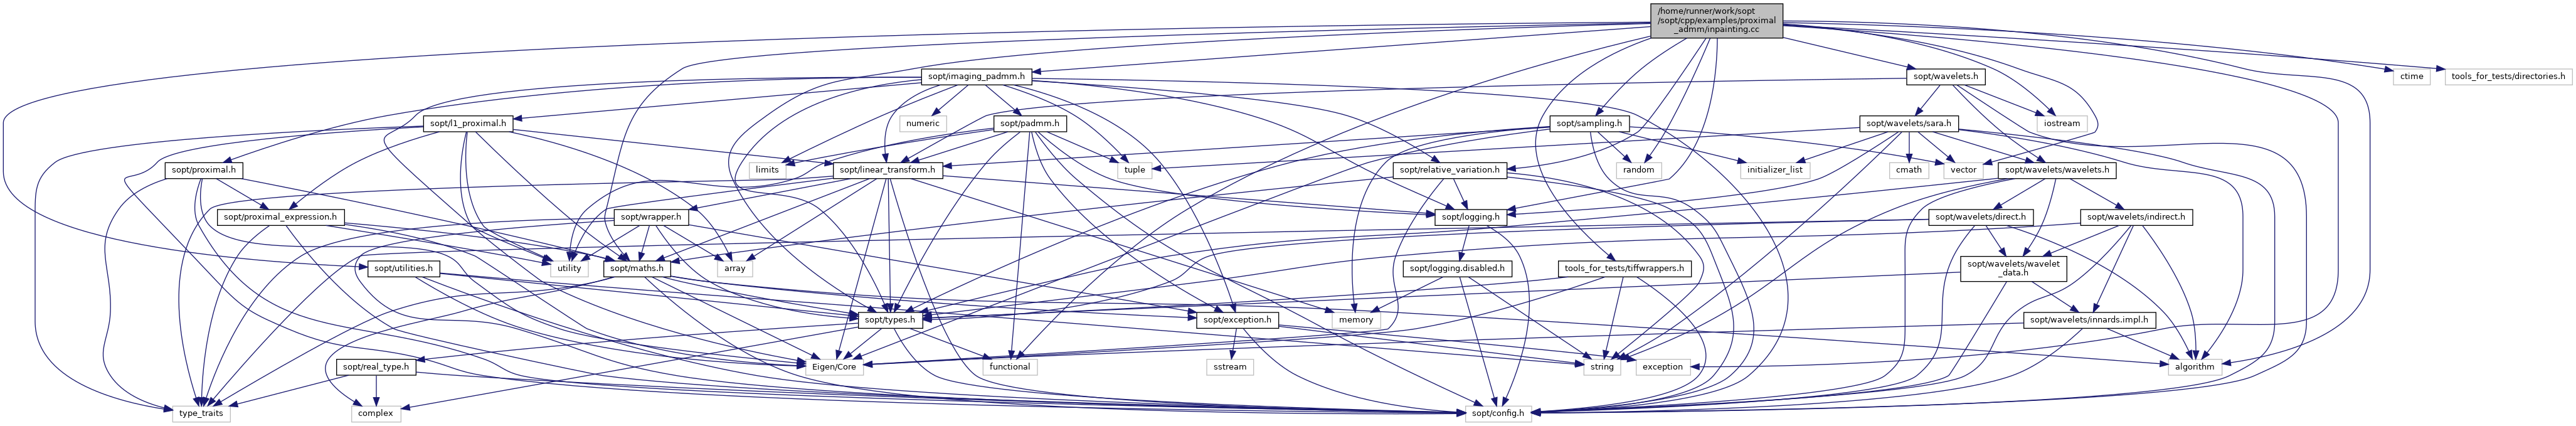 /home/runner/work/sopt
/sopt/cpp/examples/proximal
_admm/inpainting.cc
sopt/imaging_padmm.h
sopt/wavelets.h
ctime
tools_for_tests/directories.h
sopt/l1_proximal.h
numeric
sopt/padmm.h
sopt/sampling.h
sopt/wavelets/sara.h
iostream
sopt/proximal.h
limits
sopt/linear_transform.h
tuple
sopt/relative_variation.h
random
initializer_list
cmath
vector
sopt/wavelets/wavelets.h
sopt/proximal_expression.h
sopt/wrapper.h
sopt/logging.h
sopt/wavelets/direct.h
sopt/wavelets/indirect.h
sopt/utilities.h
utility
sopt/maths.h
array
sopt/logging.disabled.h
tools_for_tests/tiffwrappers.h
sopt/wavelets/wavelet
_data.h
sopt/types.h
sopt/exception.h
memory
sopt/wavelets/innards.impl.h
sopt/real_type.h
Eigen/Core
functional
sstream
string
exception
algorithm
type_traits
complex
sopt/config.h